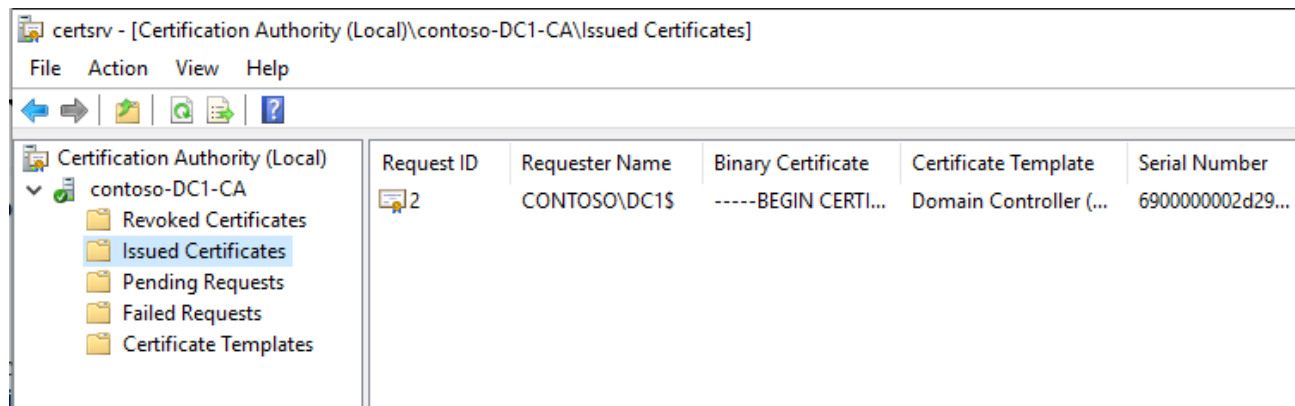 certsrv - [Certification Authority (Local)\contoso-DC1-CA\Issued Certificates]
File Action View Help
Certification Authority (Local)
contoso-DC1-CA
Revoked Certificates
Issued Certificates
Pending Requests
Failed Requests
Certificate Templates
Request ID Requester Name Binary Certificate Certificate Template Serial Number
2 CONTOSO\DC1$ -----BEGIN CERTI... Domain Controller (... 6900000002d29...